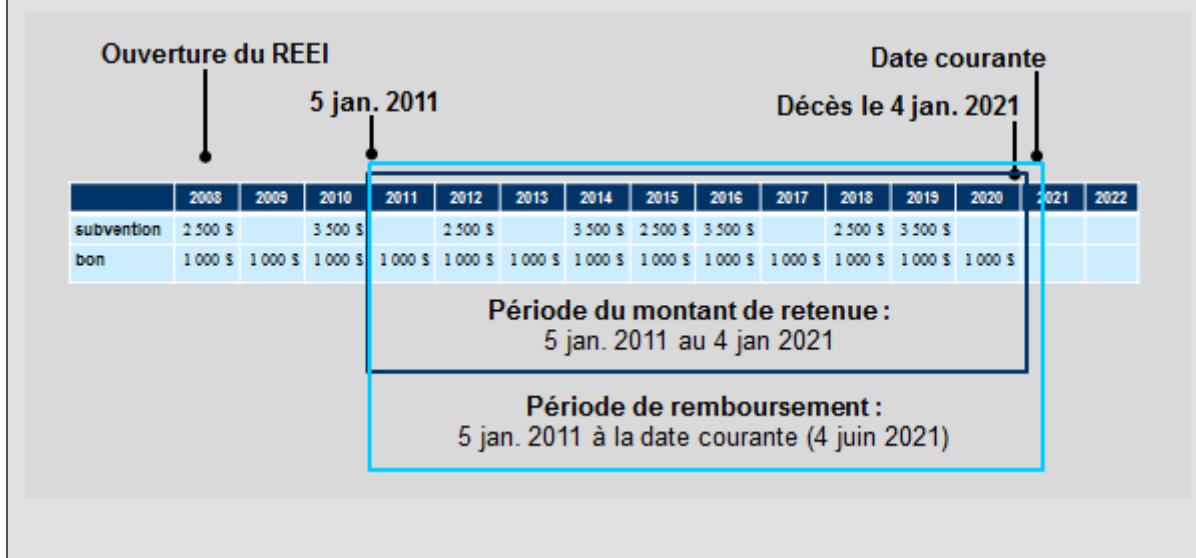 Ouverture du REEI
Date courante
5 jan. 2011
Décès le 4 jan. 2021
2008 2009 2010 2011 2012 2013 2014 2015 2016 2017 2018 2019 2020 2021 2022
subvention 2 500 $ 3 500 $ 2 500 $ 3 500 $ 2 500 $ 3 500 $ 2 500 $ 3 500 $
bon 1 000 $ 1 000 $ 1 000 $ 1 000 $ 1 000 $ 1 000 $ 1 000 $ 1 000 $ 1 000 $ 1 000 $ 1 000 $ 1 000 $ 1 000 $
Période du montant de retenue :
5 jan. 2011 au 4 jan 2021
Période de remboursement :
5 jan. 2011 à la date courante (4 juin 2021)